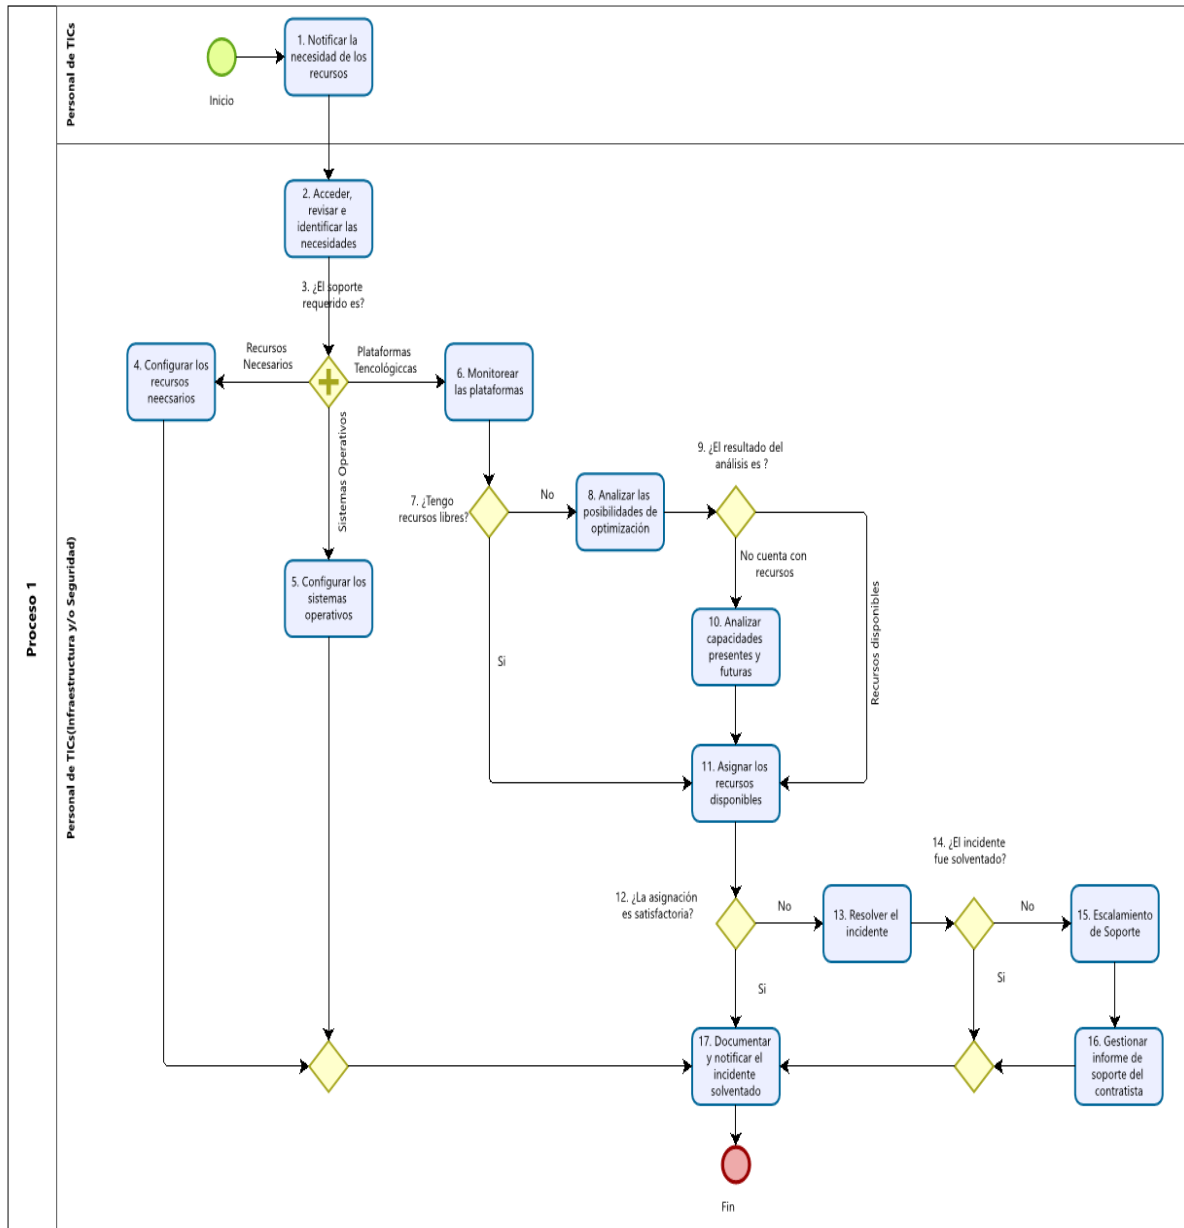 Proceso 1
Personal de TICs
Inicio
1. Notificar la
necesidad de los
recursos
Personal de TICs(Infraestructura y/o Seguridad)
2. Acceder,
revisar e
identificar las
necesidades
3. ¿El soporte
requerido es?
Recursos
Necesarios
Plataformas
Tencológiccas
4. Configurar los
recursos
neecsarios
6. Monitorear
las plataformas
Sistemas Operativos
9. ¿El resultado del
análisis es ?
7. ¿Tengo
recursos libres?
No
8. Analizar las
posibilidades de
optimización
No cuenta con
recursos
5. Configurar los
sistemas
operativos
Si
10. Analizar
capacidades
presentes y
futuras
Recursos disponibles
11. Asignar los
recursos
disponibles
14. ¿El incidente
fue solventado?
12. ¿La asignación
es satisfactoria?
No
13. Resolver el
incidente
No
15. Escalamiento
de Soporte
Si
Si
17. Documentar
y notificar el
incidente
solventado
16. Gestionar
informe de
soporte del
contratista
Fin